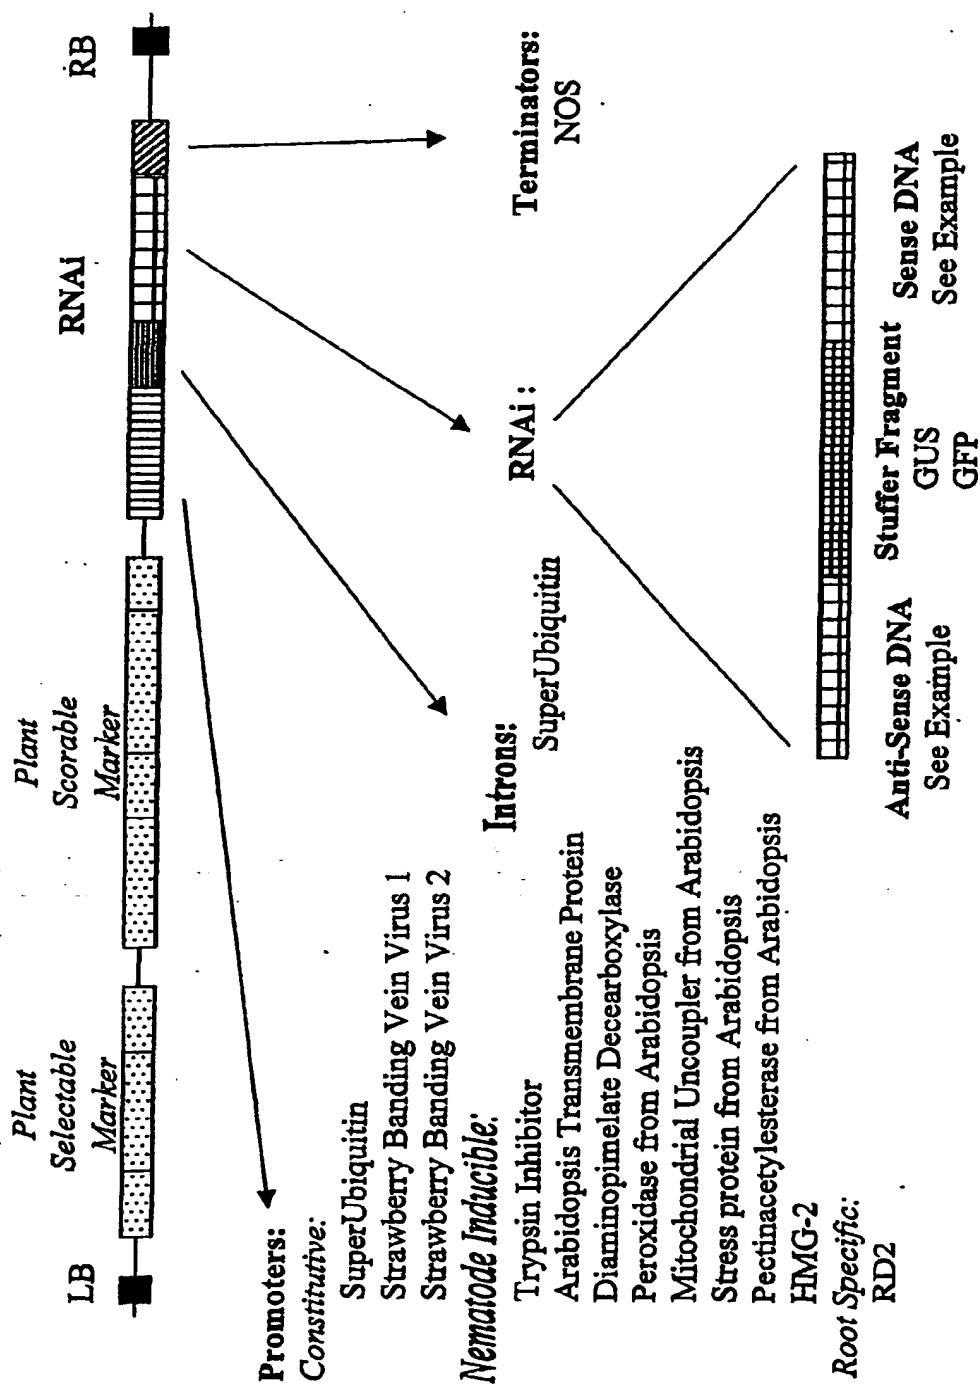 LB
Plant
Selectable
Marker
Plant
Scorable
Marker
RNAi
RB
Promoters:
Constitutive:
SuperUbiquitin
Strawberry Banding Vein Virus 1
Strawberry Banding Vein Virus 2
Nematode Inducible:
Trypsin Inhibitor
Arabidopsis Transmembrane Protein
Diaminopimelate Decearboxylase
Peroxidase from Arabidopsis
Mitochondrial Uncoupler from Arabidopsis
Stress protein from Arabidopsis
Pectinacetylesterase from Arabidopsis
HMG-2
Root Specific:
RD2
Introns:
SuperUbiquitin
RNAi :
Terminators:
NOS
Anti-Sense DNA
See Example
Stuffer Fragment
GUS
GFP
Sense DNA
See Example